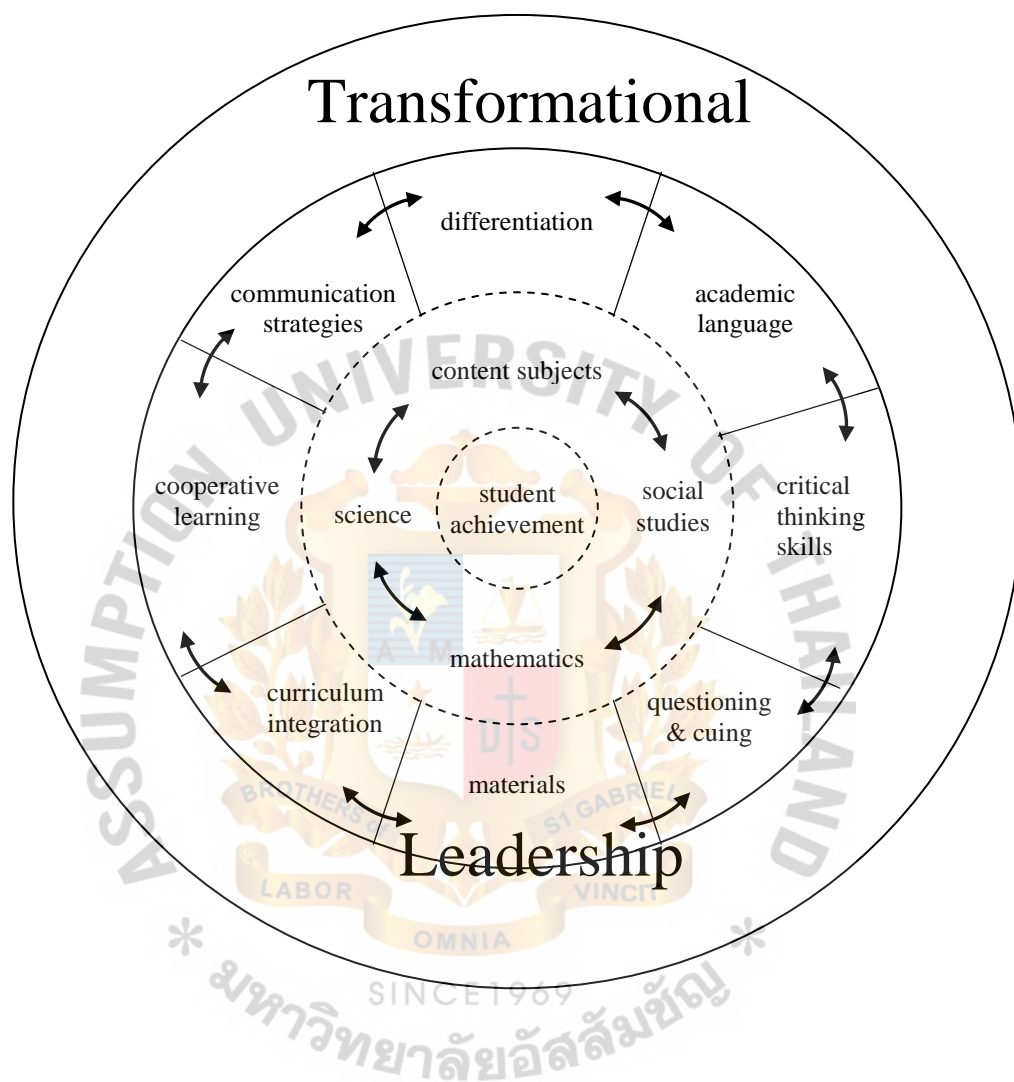 Transformational
differentiation
communication
strategies
academic
language
content subjects
cooperative
learning
science
student
achievement
social
studies
critical
thinking
skills
mathematics
curriculum
integration
questioning
& cuing
materials
Leadership
ASSUMPTION UNIVERSITY OF THAILAND
A M
D S
BROTHERS of
S1 GABRIEL
LABOR
OMNIA
VINCIT
SINCE1969
* มหาวิทยาลัยอัสสัมชัญ *